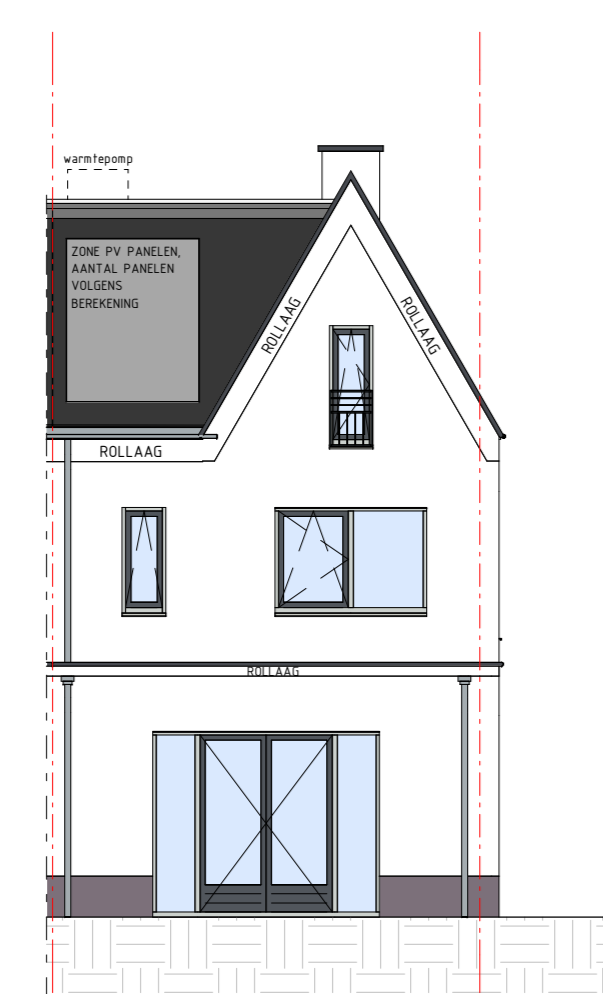 warmtepomp
ZONE PV PANELEN,
AANTAL PANELEN
VOLGENS
BEREKENING
ROLLAAG
ROLLAAG
ROLLAAG
ROLLAAG